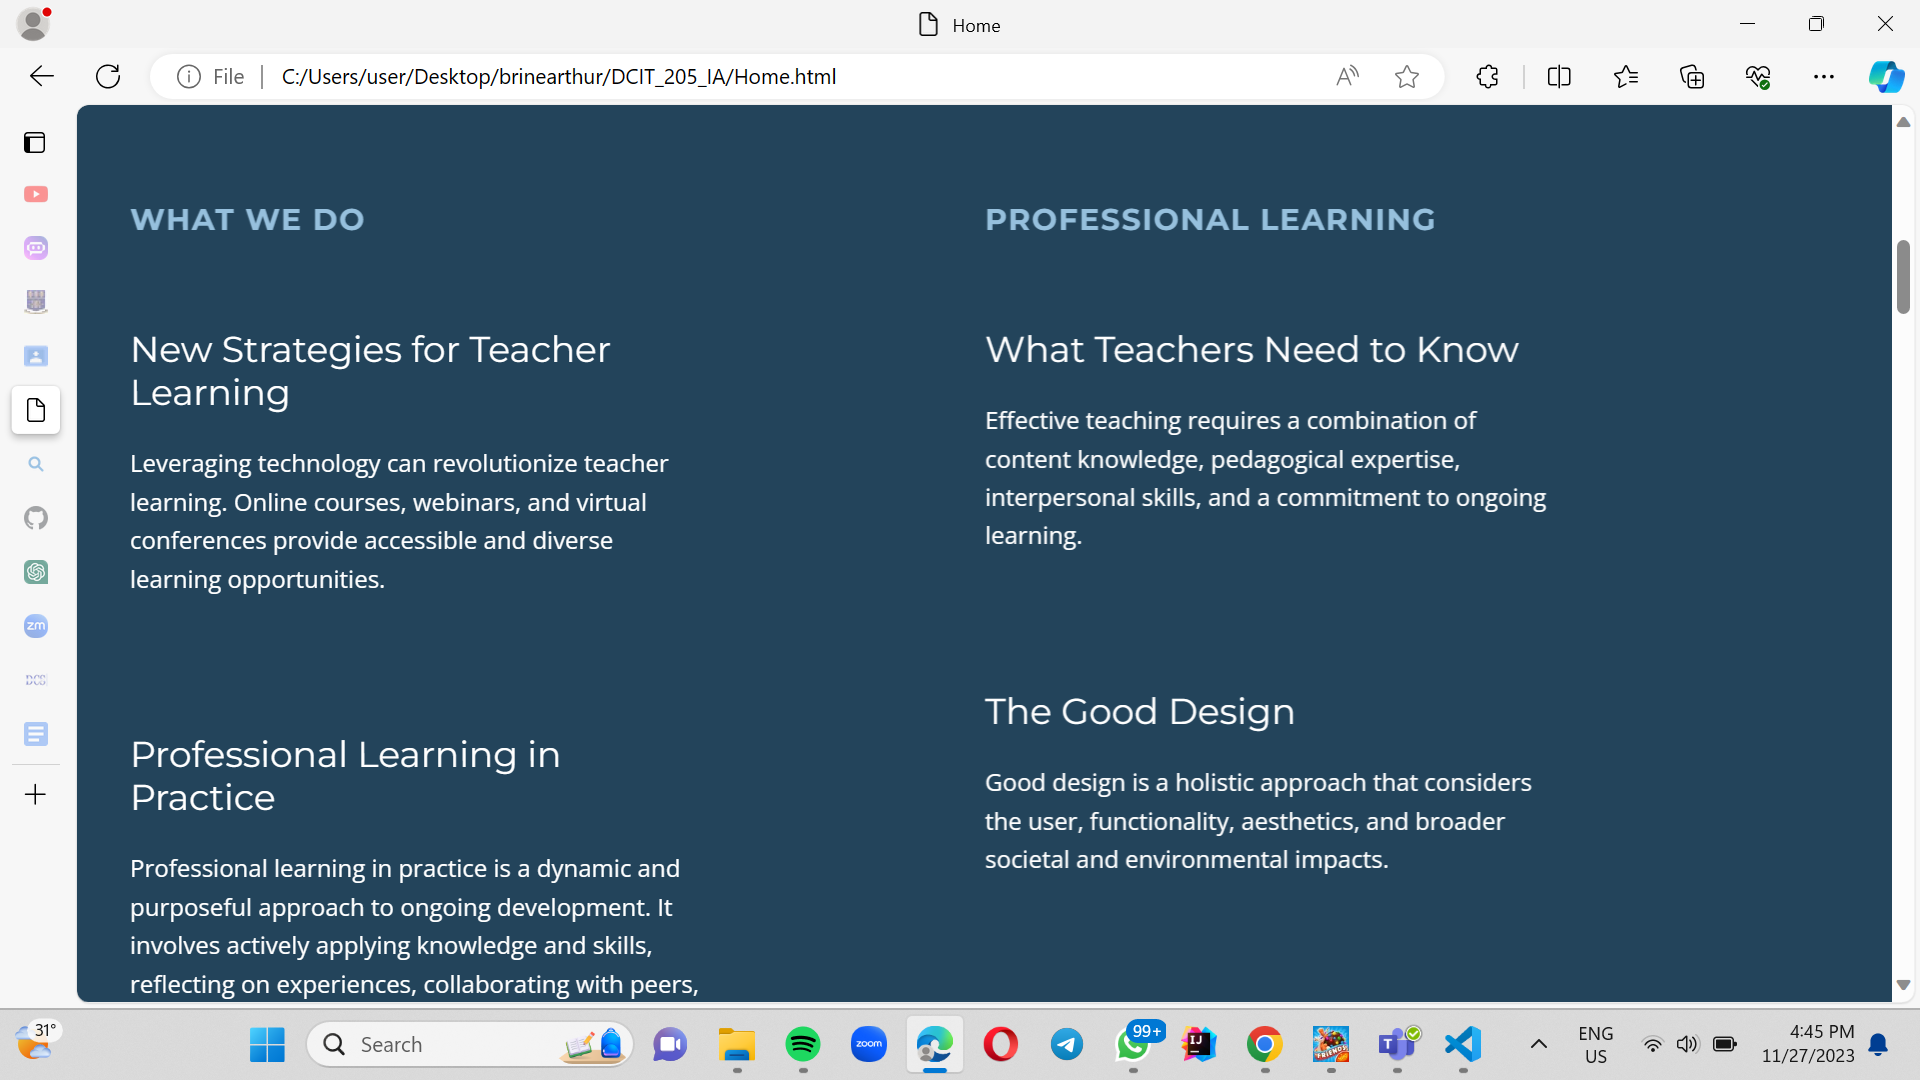 Home
File
C:/Users/user/Desktop/brinearthur/DCIT_205_IA/Home.html
WHAT WE DO
New Strategies for Teacher
Learning
Leveraging technology can revolutionize teacher
learning. Online courses, webinars, and virtual
conferences provide accessible and diverse
learning opportunities.
Professional Learning in
Practice
Professional learning in practice is a dynamic and
purposeful approach to ongoing development. It
involves actively applying knowledge and skills,
reflecting on experiences, collaborating with peers,
PROFESSIONAL LEARNING
What Teachers Need to Know
Effective teaching requires a combination of
content knowledge, pedagogical expertise,
interpersonal skills, and a commitment to ongoing
learning.
The Good Design
Good design is a holistic approach that considers
the user, functionality, aesthetics, and broader
societal and environmental impacts.
zm
DCS
31°
Search
zoom
99+
IJ
FRIENDS
T
ENG
US
4:45 PM
11/27/2023